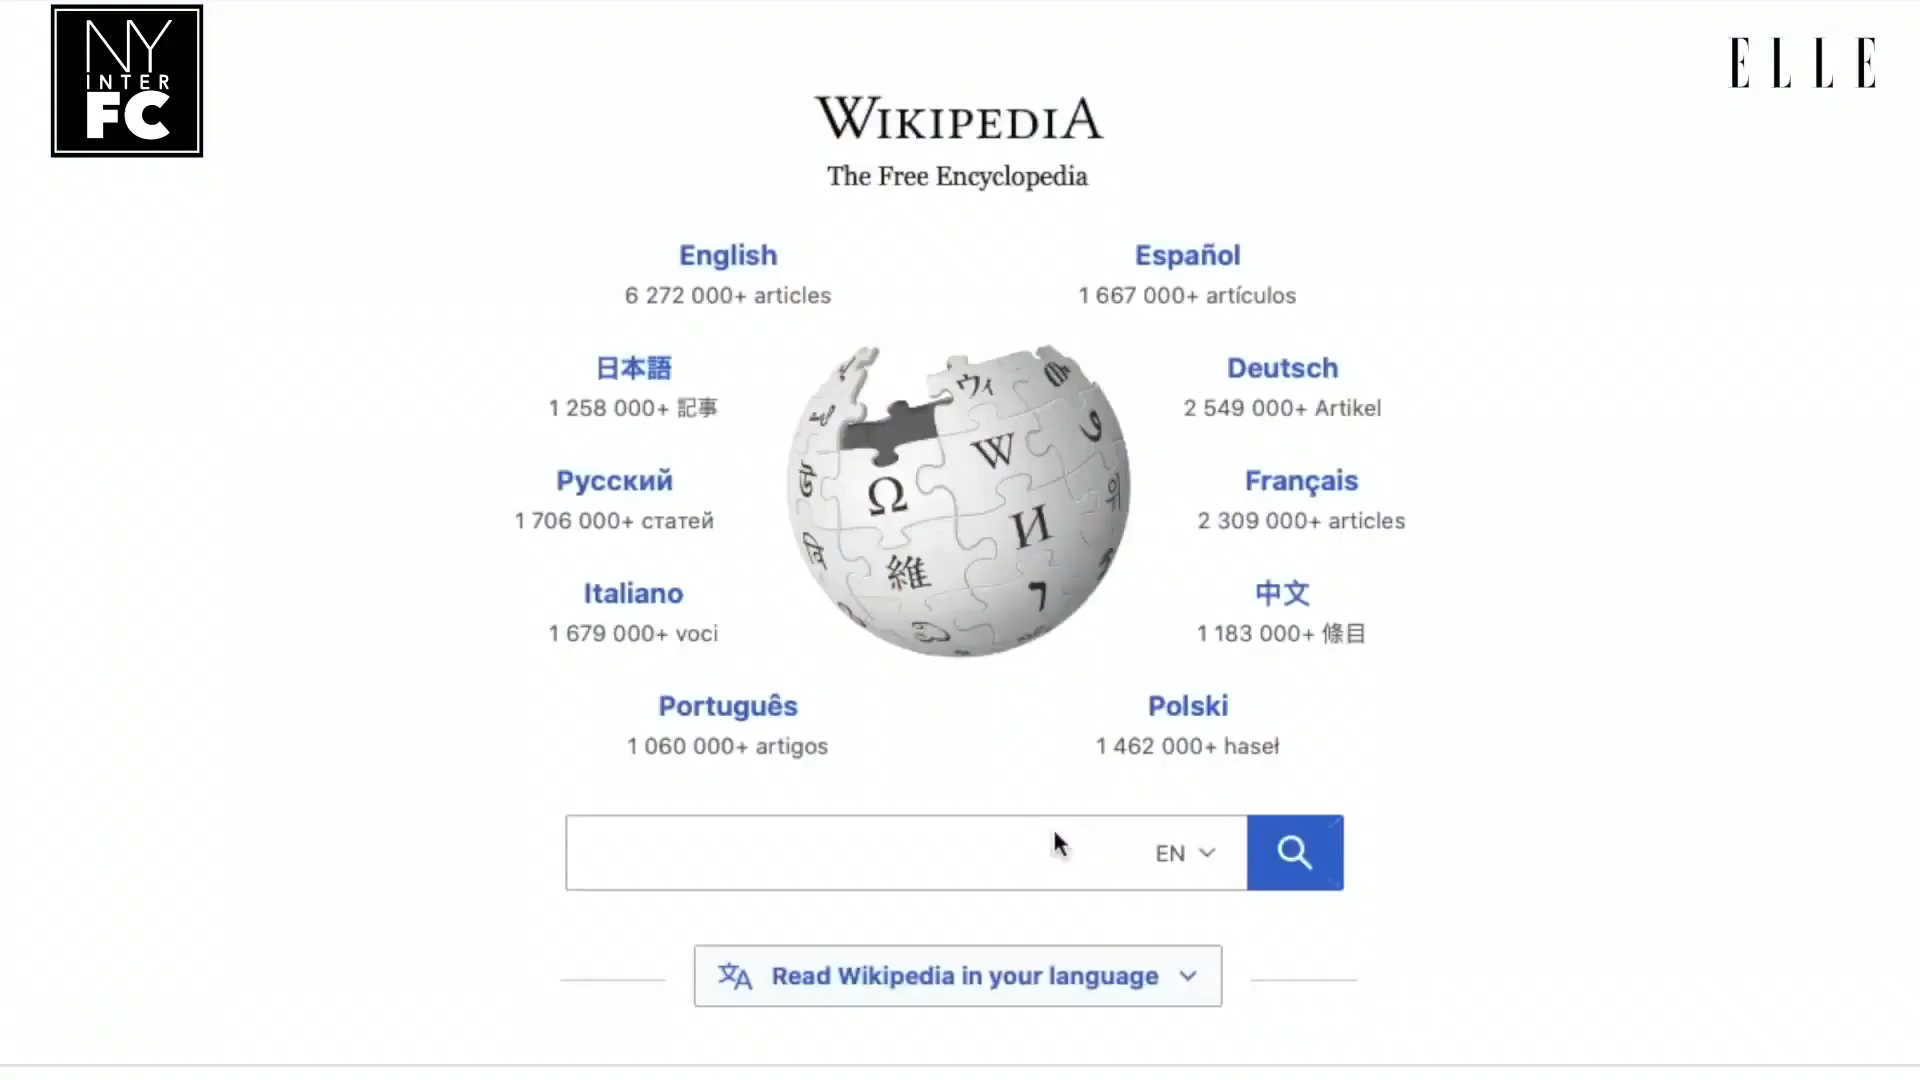 NY
INTER
FC
ELLE
WIKIPEDIA
The Free Encyclopedia
English
6 272 000+ articles
Español
1 667 000+ artículos
日本語
1 258 000+ 記事
Deutsch
2 549 000+ Artikel
Русский
1 706 000+ статей
Français
2 309 000+ articles
Italiano
1 679 000+ voci
中文
1 183 000+ 條目
Português
1 060 000+ artigos
Polski
1 462 000+ haseł
ウィ
W
Ω
И
維
EN
Read Wikipedia in your language